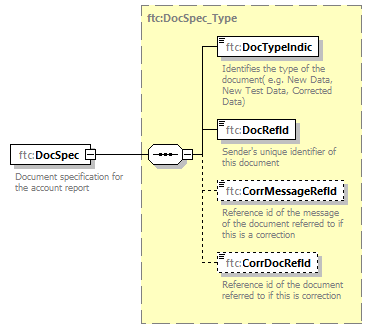 ftc:DocSpec_Type
ftc:DocTypeIndic
Identifies the type of the
document( e.g. New Data,
New Test Data, Corrected
Data)
ftc:DocRefId
Sender's unique identifier of
this document
ftc:DocSpec
Document specification for
the account report
ftc:CorrMessageRefId
Reference id of the message
of the document referred to if
this is a correction
ftc:CorrDocRefId
Reference id of the document
referred to if this is correction